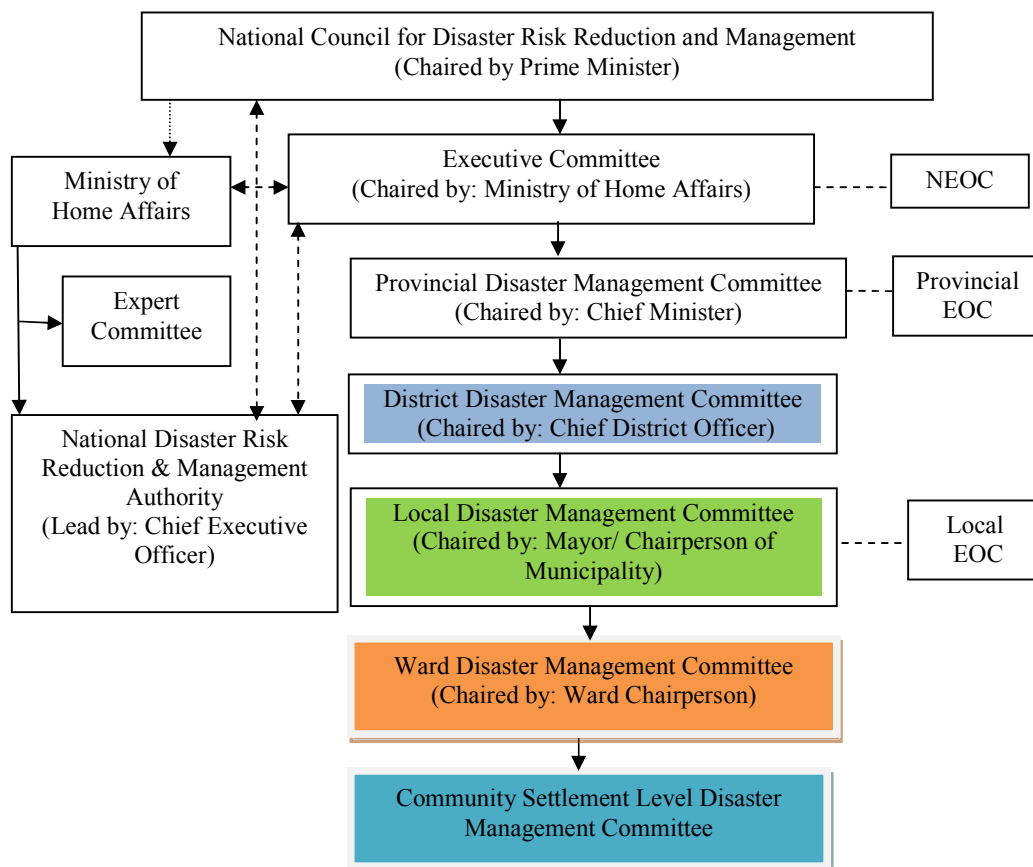 National Council for Disaster Risk Reduction and Management
(Chaired by Prime Minister)
Ministry of
Home Affairs
Executive Committee
(Chaired by: Ministry of Home Affairs)
NEOC
Expert
Committee
Provincial Disaster Management Committee
(Chaired by: Chief Minister)
Provincial
EOC
District Disaster Management Committee
(Chaired by: Chief District Officer)
National Disaster Risk
Reduction & Management
Authority
(Lead by: Chief Executive
Officer)
Local Disaster Management Committee
(Chaired by: Mayor/ Chairperson of
Municipality)
Local
EOC
Ward Disaster Management Committee
(Chaired by: Ward Chairperson)
Community Settlement Level Disaster
Management Committee